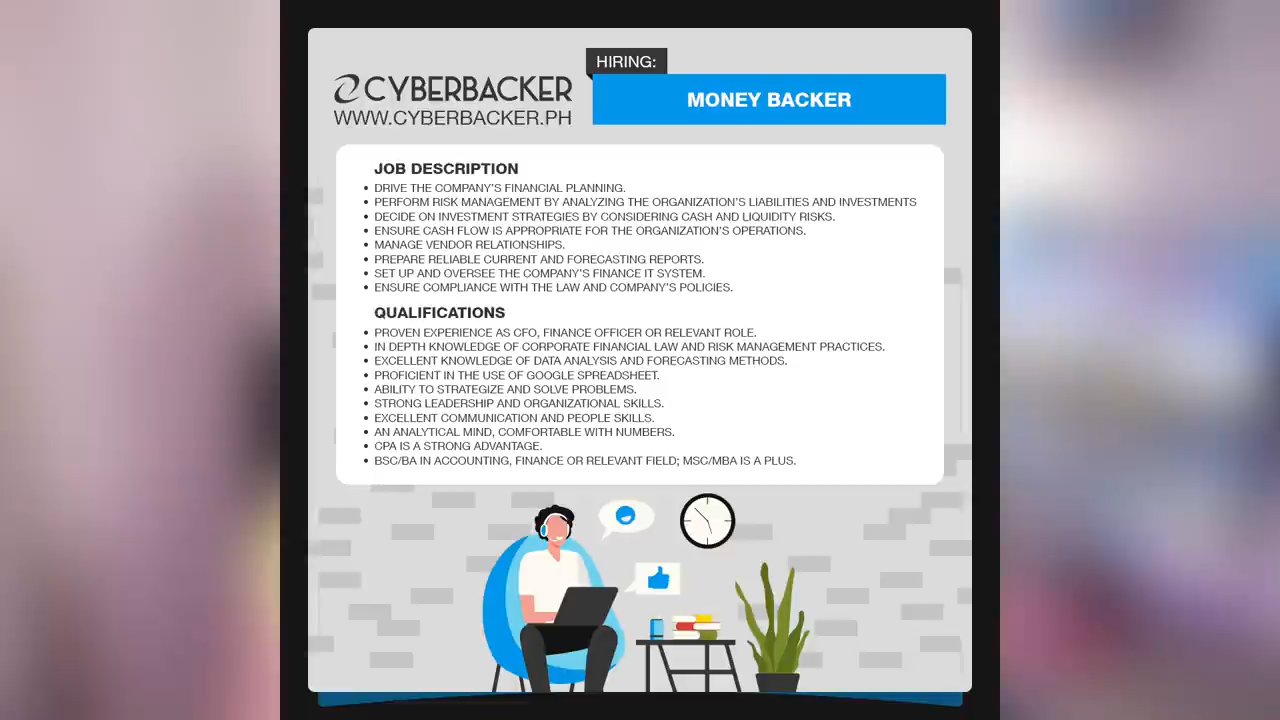 HIRING:
CYBERBACKER
WWW.CYBERBACKER.PH
MONEY BACKER
JOB DESCRIPTION
• DRIVE THE COMPANY'S FINANCIAL PLANNING.
• PERFORM RISK MANAGEMENT BY ANALYZING THE ORGANIZATION'S LIABILITIES AND INVESTMENTS
• DECIDE ON INVESTMENT STRATEGIES BY CONSIDERING CASH AND LIQUIDITY RISKS.
• ENSURE CASH FLOW IS APPROPRIATE FOR THE ORGANIZATION'S OPERATIONS.
• MANAGE VENDOR RELATIONSHIPS.
• PREPARE RELIABLE CURRENT AND FORECASTING REPORTS.
• SET UP AND OVERSEE THE COMPANY'S FINANCE IT SYSTEM.
• ENSURE COMPLIANCE WITH THE LAW AND COMPANY'S POLICIES.
QUALIFICATIONS
• PROVEN EXPERIENCE AS CFO, FINANCE OFFICER OR RELEVANT ROLE.
• IN DEPTH KNOWLEDGE OF CORPORATE FINANCIAL LAW AND RISK MANAGEMENT PRACTICES.
• EXCELLENT KNOWLEDGE OF DATA ANALYSIS AND FORECASTING METHODS.
• PROFICIENT IN THE USE OF GOOGLE SPREADSHEET.
• ABILITY TO STRATEGIZE AND SOLVE PROBLEMS.
• STRONG LEADERSHIP AND ORGANIZATIONAL SKILLS.
• EXCELLENT COMMUNICATION AND PEOPLE SKILLS.
• AN ANALYTICAL MIND, COMFORTABLE WITH NUMBERS.
• CPA IS A STRONG ADVANTAGE.
• BSC/BA IN ACCOUNTING, FINANCE OR RELEVANT FIELD; MSC/MBA IS A PLUS.